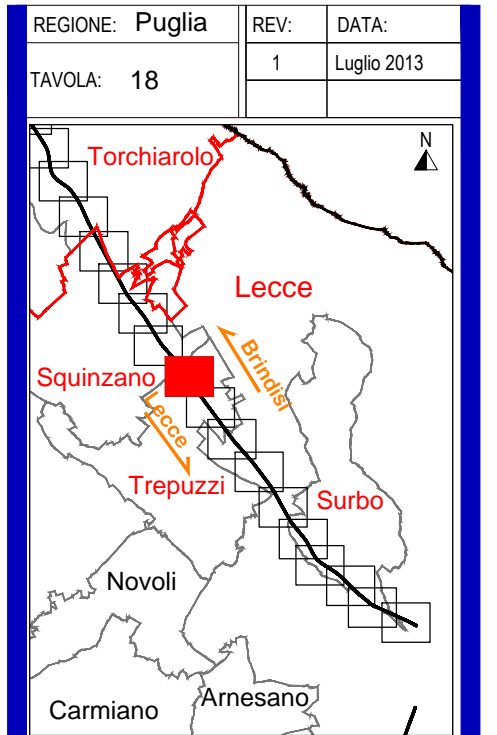 REGIONE: Puglia
REV:
DATA:
TAVOLA: 18
1
Luglio 2013
N
Torchiarolo
Lecce
Brindisi
Squinzano
Lecce
Trepuzzi
Surbo
Novoli
Arnesano
Carmiano